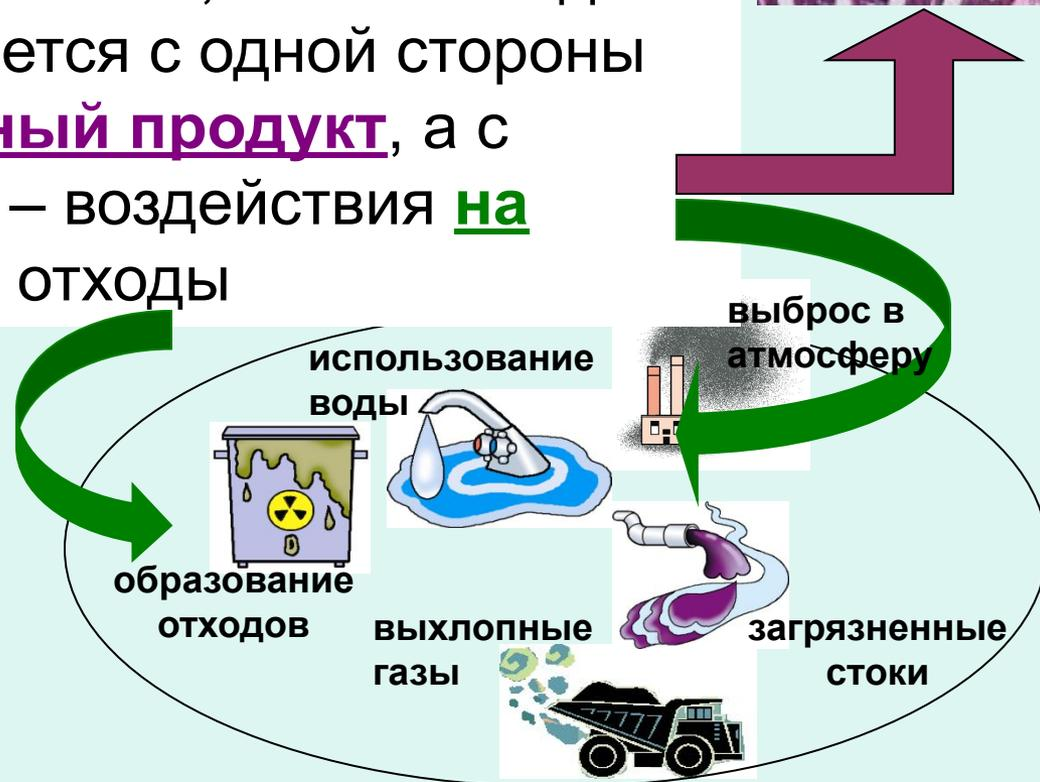 ется с одной стороны
ный продукт, а с
– воздействия на
отходы
выброс в
атмосферу
использование
воды
образование
отходов
выхлопные
газы
загрязненные
стоки